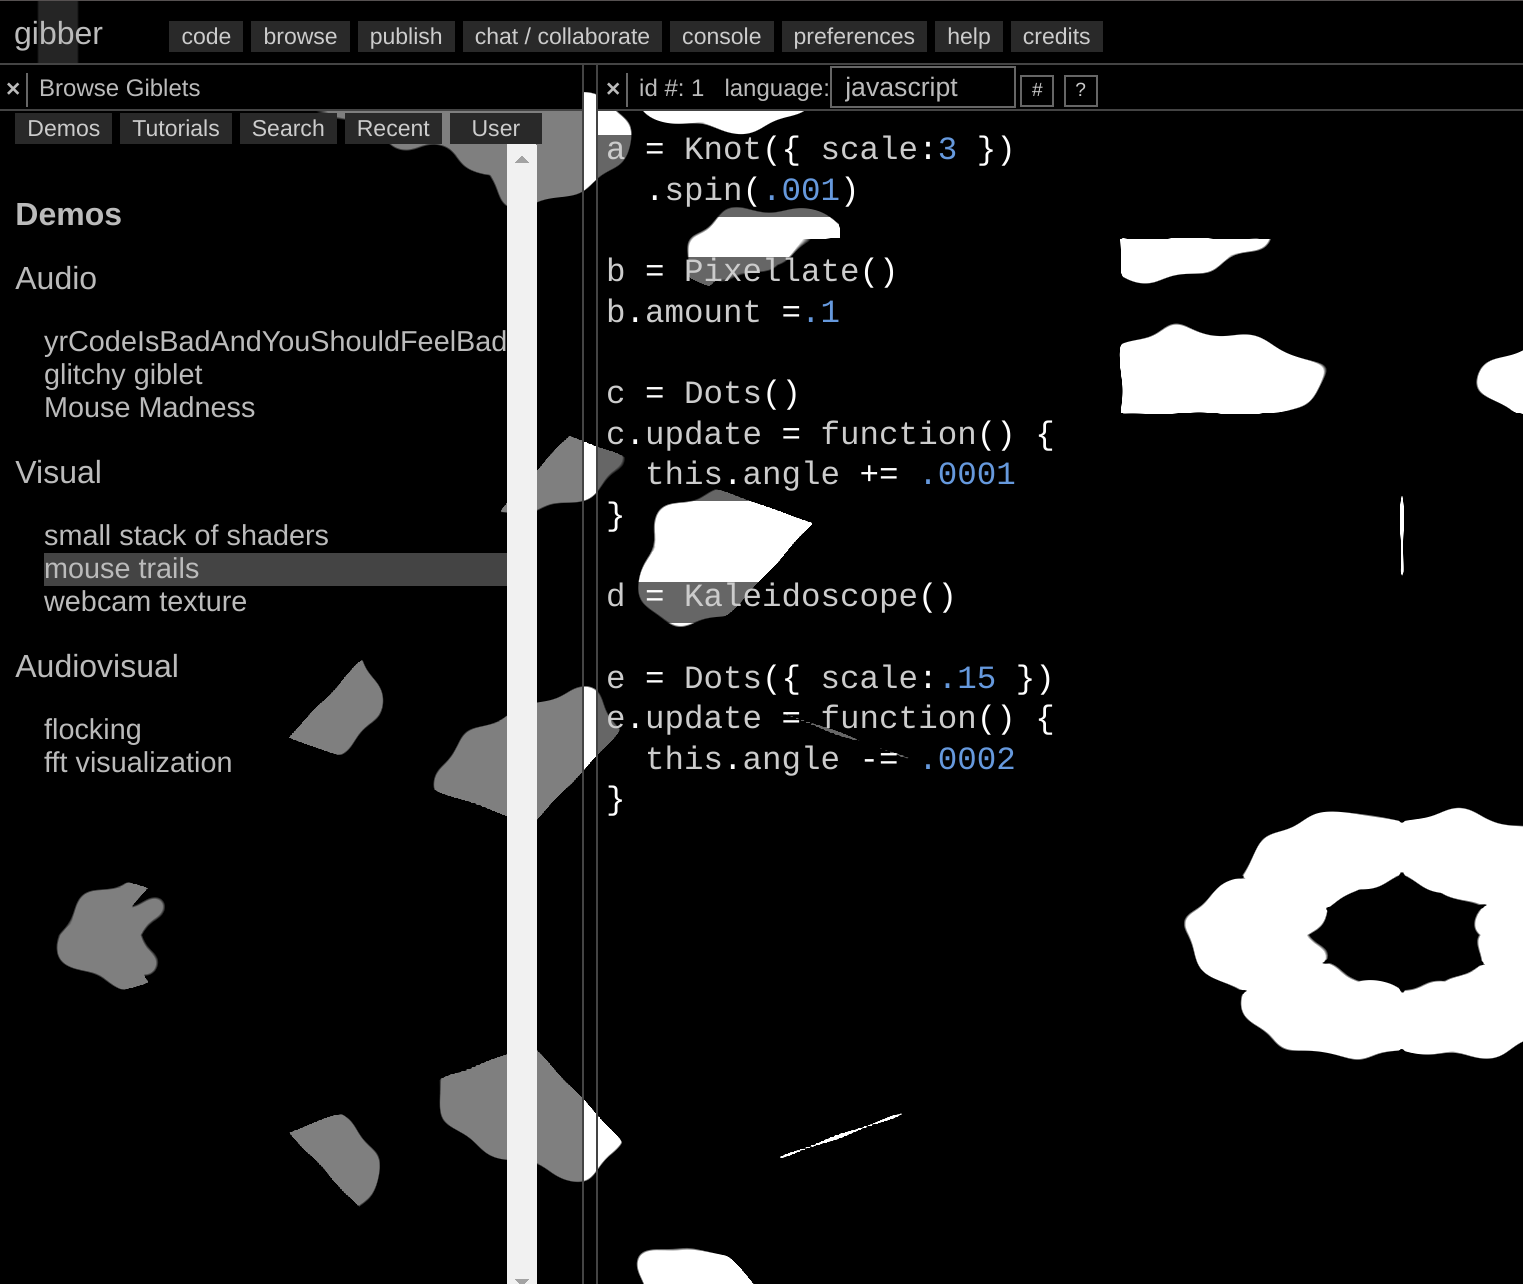 gibber code browse publish chat / collaborate console preferences help credits
× Browse Giblets
Demos Tutorials Search Recent User
Demos
Audio
yrCodeIsBadAndYouShouldFeelBad
glitchy giblet
Mouse Madness
Visual
small stack of shaders
mouse trails
webcam texture
Audiovisual
flocking
fft visualization
× id #: 1 language: javascript # ?
a = Knot({ scale:3 })
  .spin(.001)
b = Pixellate()
b.amount =.1
c = Dots()
c.update = function() {
  this.angle += .0001
}
d = Kaleidoscope()
e = Dots({ scale:.15 })
e.update = function() {
  this.angle -= .0002
}